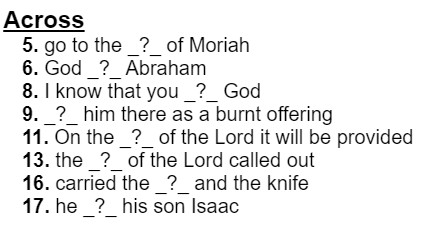 Across
5. go to the _?_ of Moriah
6. God _?_ Abraham
8. I know that you _?_ God
9. _?_ him there as a burnt offering
11. On the _?_ of the Lord it will be provided
13. the _?_ of the Lord called out
16. carried the _?_ and the knife
17. he _?_ his son Isaac